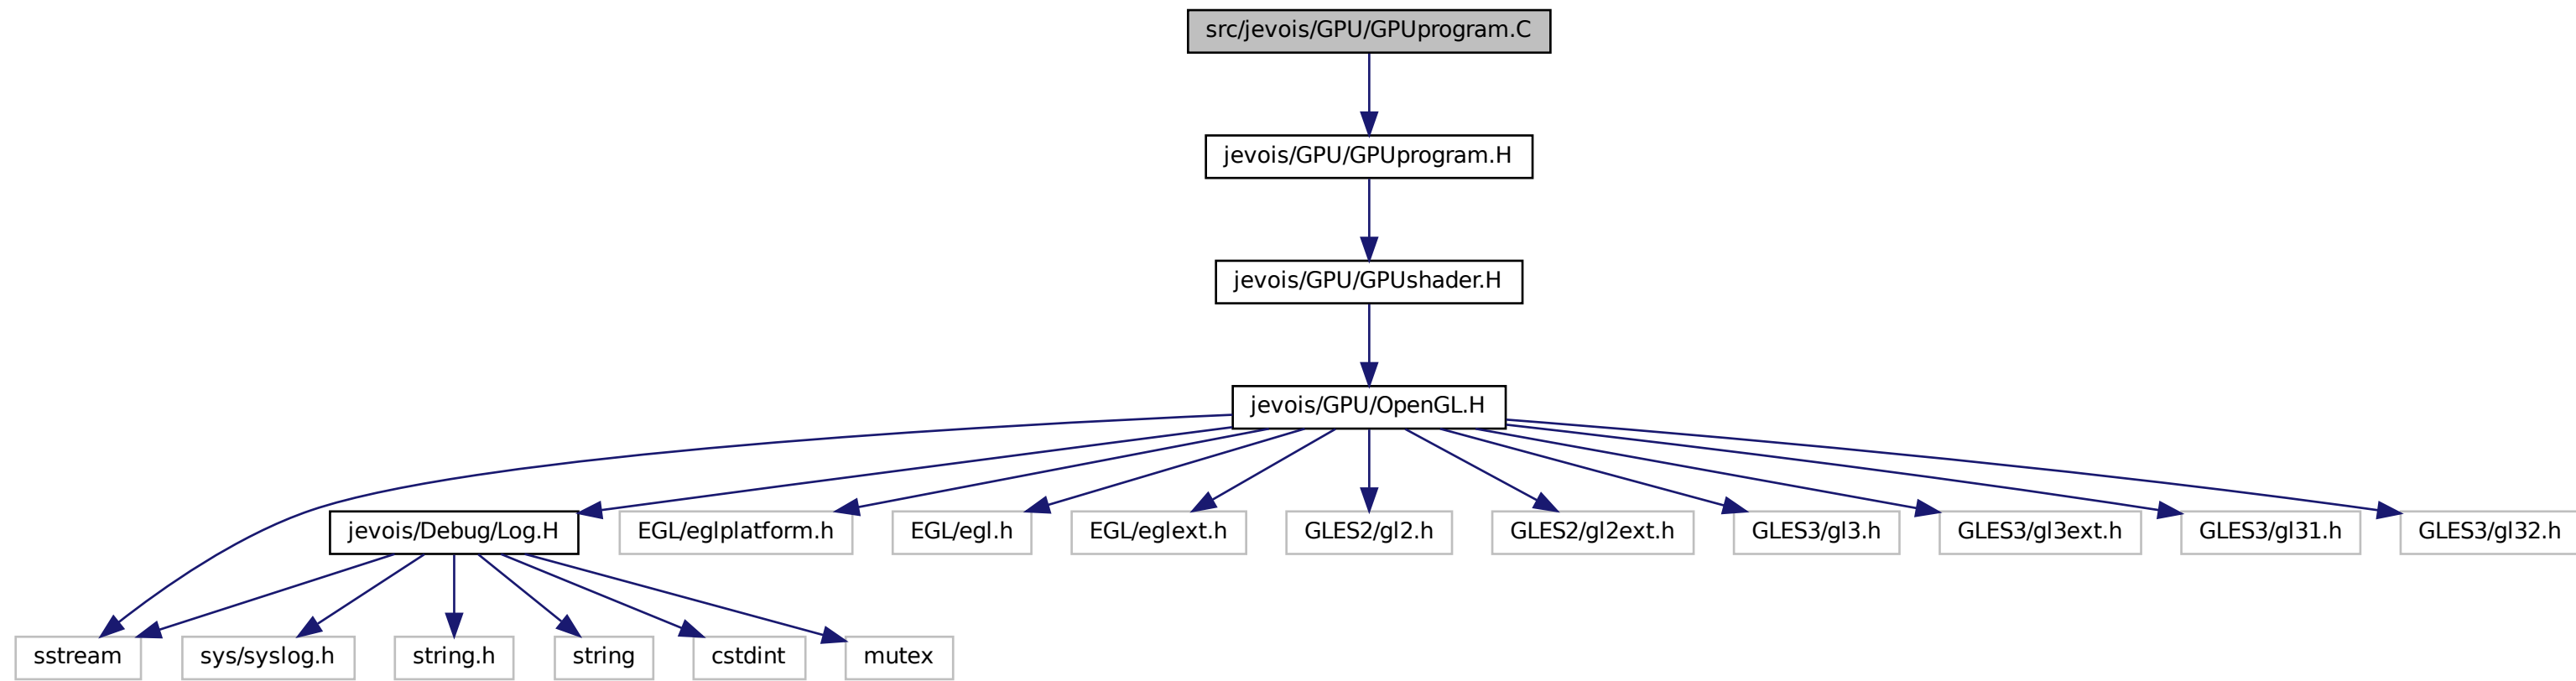 src/jevois/GPU/GPUprogram.C
jevois/GPU/GPUprogram.H
jevois/GPU/GPUshader.H
jevois/GPU/OpenGL.H
jevois/Debug/Log.H
EGL/eglplatform.h
EGL/egl.h
EGL/eglext.h
GLES2/gl2.h
GLES2/gl2ext.h
GLES3/gl3.h
GLES3/gl3ext.h
GLES3/gl31.h
GLES3/gl32.h
sstream
sys/syslog.h
string.h
string
cstdint
mutex